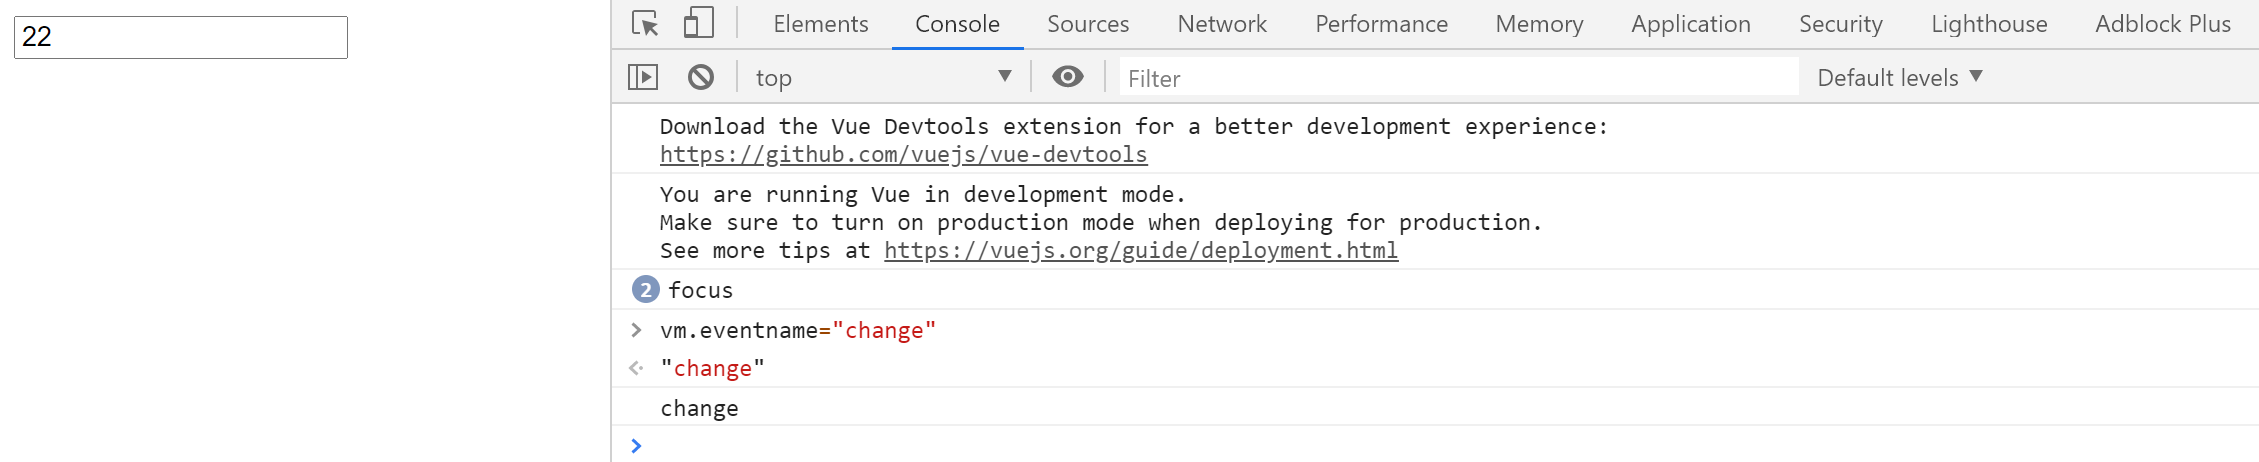 22
Elements Console Sources Network Performance Memory Application Security Lighthouse Adblock Plus
top Filter Default levels
Download the Vue Devtools extension for a better development experience:
https://github.com/vuejs/vue-devtools
You are running Vue in development mode.
Make sure to turn on production mode when deploying for production.
See more tips at https://vuejs.org/guide/deployment.html
2 focus
> vm.eventname="change"
"change"
change
>